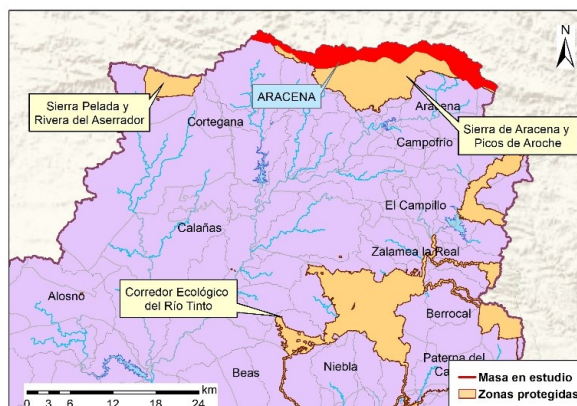 N
Sierra Pelada y
Rivera del Aserrador
ARACENA
Aracena
Cortegana
Sierra de Aracena y
Picos de Aroche
Campofrío
El Campillo
Calañas
Zalamea la Real
Corredor Ecológico
del Río Tinto
Alosno
Berrocal
Paterna del
Beas
Niebla
km
0 3 6 12 18 24
Masa en estudio
Zonas protegidas